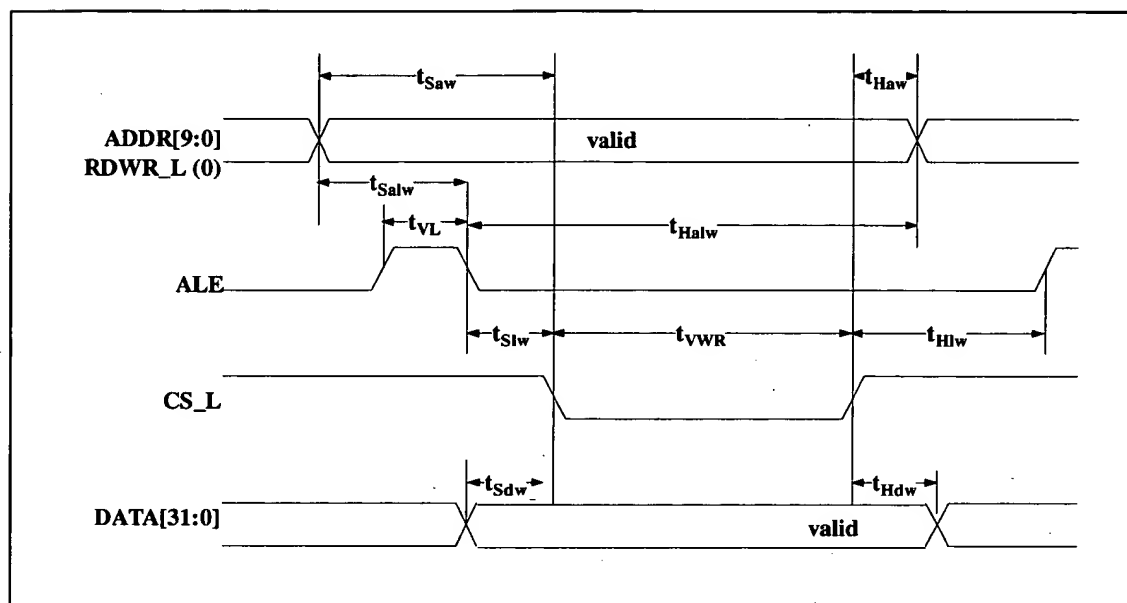 tSaw
tHaw
ADDR[9:0]
valid
RDWR_L (0)
tSalw
tVL
tHalw
ALE
tSlw
tVWR
tHlw
CS_L
tSdw
tHdw
DATA[31:0]
valid